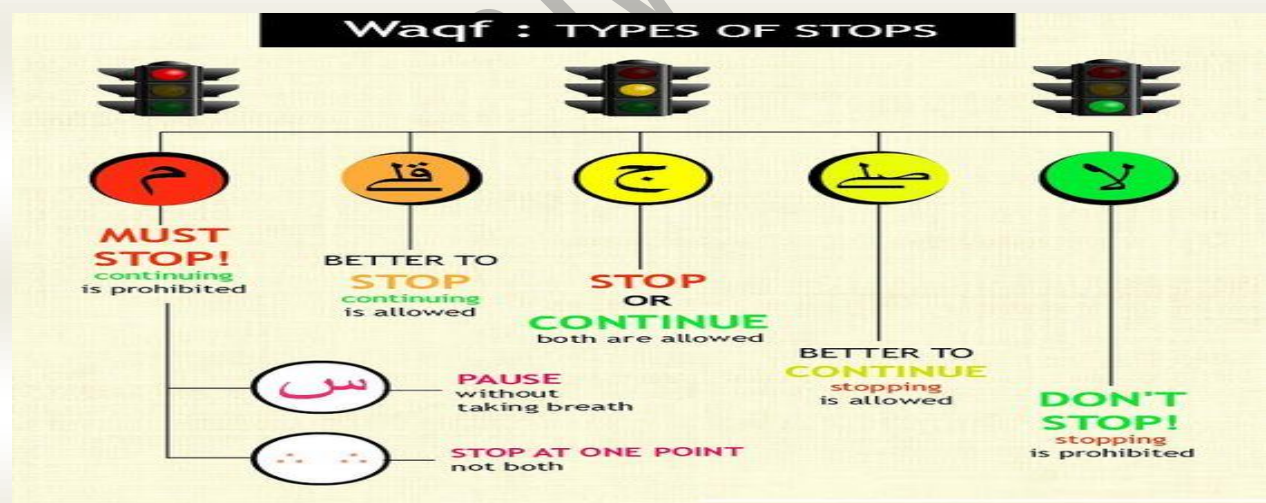 Waqf : TYPES OF STOPS
م
قلے
ج
صلے
لا
MUST
STOP!
continuing
is prohibited
BETTER TO
STOP
continuing
is allowed
STOP
OR
CONTINUE
both are allowed
BETTER TO
CONTINUE
stopping
is allowed
DON'T
STOP!
stopping
is prohibited
س
PAUSE
without
taking breath
∴ ∴
STOP AT ONE POINT
not both